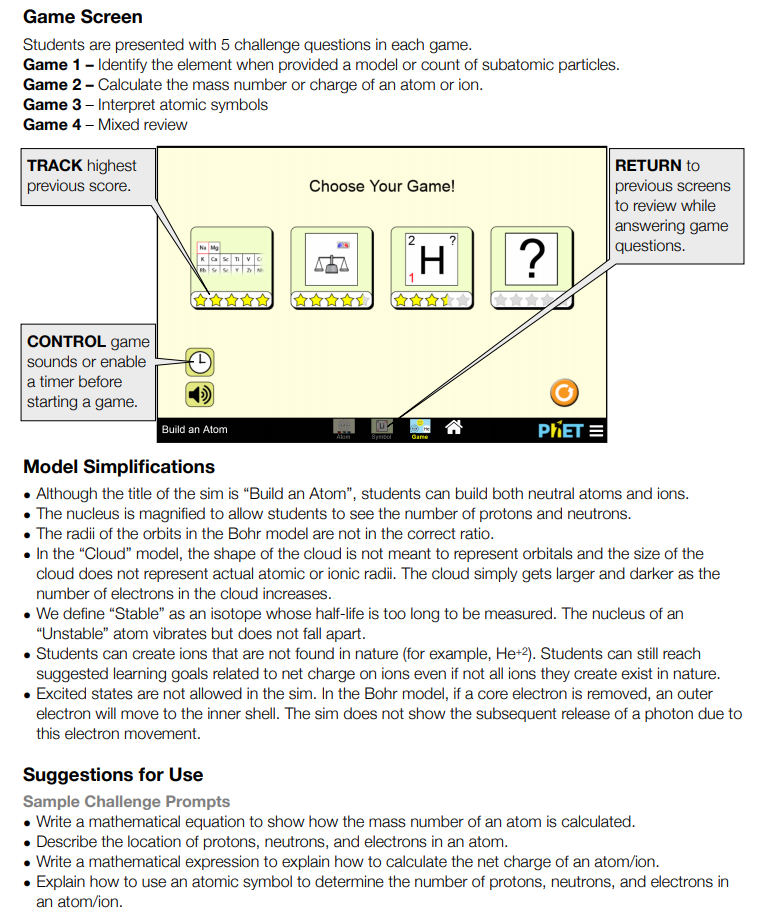 Game Screen
Students are presented with 5 challenge questions in each game.
Game 1 – Identify the element when provided a model or count of subatomic particles.
Game 2 – Calculate the mass number or charge of an atom or ion.
Game 3 – Interpret atomic symbols
Game 4 – Mixed review
TRACK highest
previous score.
Choose Your Game!
RETURN to
previous screens
to review while
answering game
questions.
Na Mg
K Ca Sc Ti V
Rb Sr Y Zr
2 ?
H
1
?
CONTROL game
sounds or enable
a timer before
starting a game.
Build an Atom
Atom Symbol Game
PhET
Model Simplifications
● Although the title of the sim is “Build an Atom”, students can build both neutral atoms and ions.
● The nucleus is magnified to allow students to see the number of protons and neutrons.
● The radii of the orbits in the Bohr model are not in the correct ratio.
● In the “Cloud” model, the shape of the cloud is not meant to represent orbitals and the size of the
cloud does not represent actual atomic or ionic radii. The cloud simply gets larger and darker as the
number of electrons in the cloud increases.
● We define “Stable” as an isotope whose half-life is too long to be measured. The nucleus of an
“Unstable” atom vibrates but does not fall apart.
● Students can create ions that are not found in nature (for example, He+2). Students can still reach
suggested learning goals related to net charge on ions even if not all ions they create exist in nature.
● Excited states are not allowed in the sim. In the Bohr model, if a core electron is removed, an outer
electron will move to the inner shell. The sim does not show the subsequent release of a photon due to
this electron movement.
Suggestions for Use
Sample Challenge Prompts
● Write a mathematical equation to show how the mass number of an atom is calculated.
● Describe the location of protons, neutrons, and electrons in an atom.
● Write a mathematical expression to explain how to calculate the net charge of an atom/ion.
● Explain how to use an atomic symbol to determine the number of protons, neutrons, and electrons in
an atom/ion.